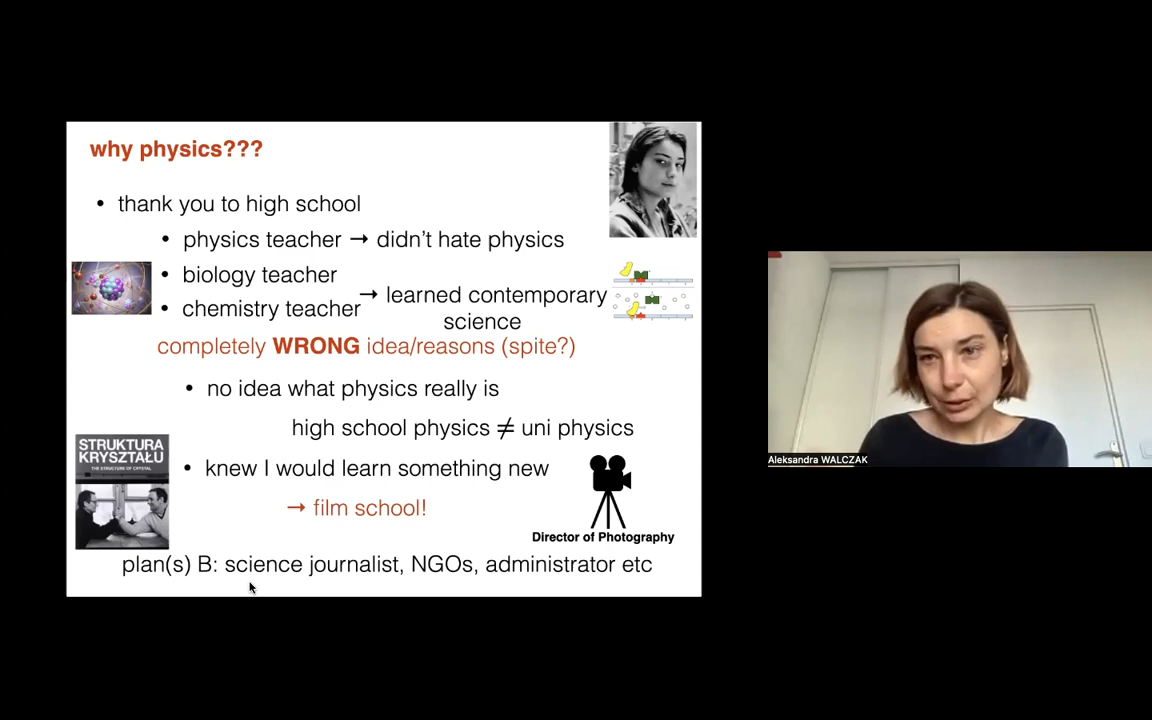 why physics???
• thank you to high school
• physics teacher → didn't hate physics
• biology teacher
• chemistry teacher
→ learned contemporary
science
completely WRONG idea/reasons (spite?)
• no idea what physics really is
high school physics ≠ uni physics
STRUKTURA
KRYSZTAŁU
THE STRUCTURE OF CRYSTAL
• knew I would learn something new
→ film school!
Director of Photography
plan(s) B: science journalist, NGOs, administrator etc
Aleksandra WALCZAK